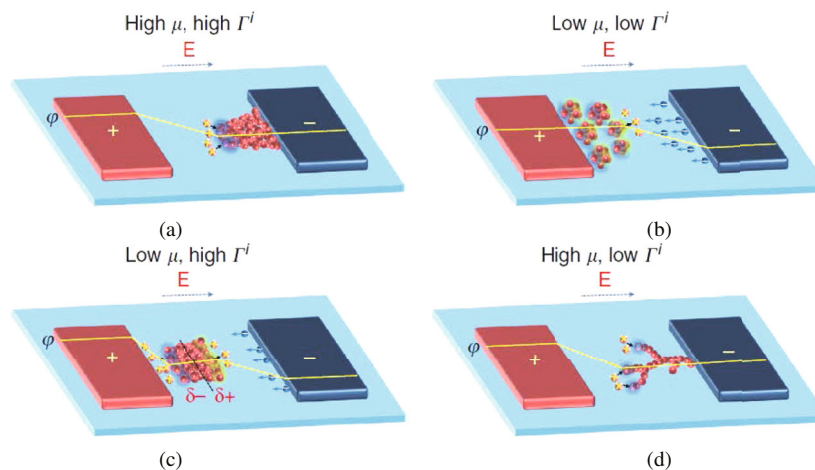 High μ, high Γⁱ
E
φ
+
−
(a)
Low μ, low Γⁱ
E
φ
+
−
(b)
Low μ, high Γⁱ
E
φ
+
−
δ− δ+
(c)
High μ, low Γⁱ
E
φ
+
−
(d)